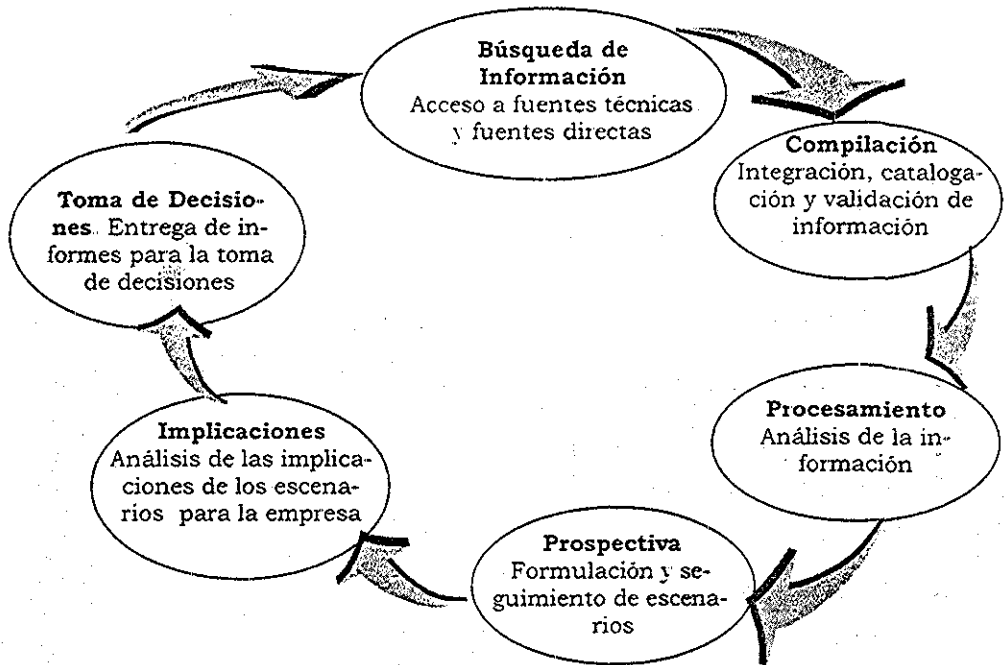 Búsqueda de
Información
Acceso a fuentes técnicas
y fuentes directas
Compilación
Integración, cataloga-
ción y validación de
información
Procesamiento
Análisis de la in-
formación
Prospectiva
Formulación y se-
guimiento de escena-
rios
Implicaciones
Análisis de las implica-
ciones de los escena-
rios para la empresa
Toma de Decisio-
nes. Entrega de in-
formes para la toma
de decisiones